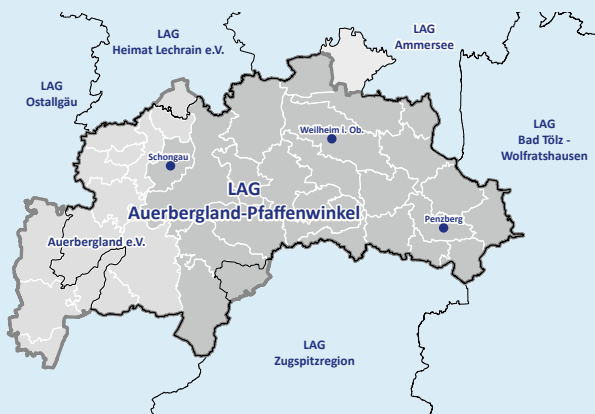 LAG
Heimat Lechrain e.V.
LAG
Ammersee
LAG
Ostallgäu
LAG
Bad Tölz -
Wolfratshausen
Weilheim i. Ob.
Schongau
LAG
Auerbergland-Pfaffenwinkel
Penzberg
Auerbergland e.V.
LAG
Zugspitzregion